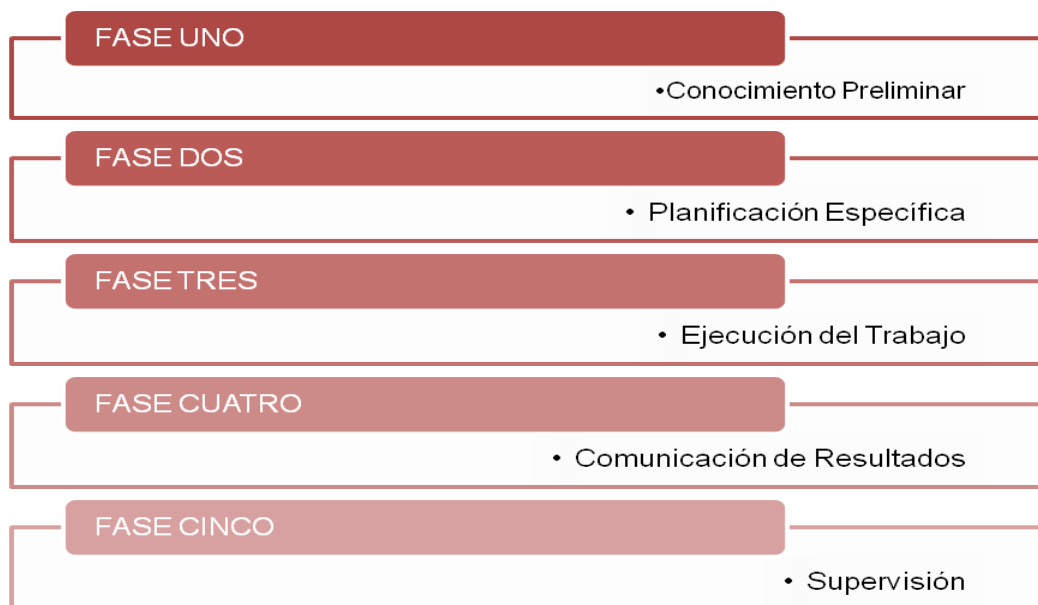 FASE UNO
•Conocimiento Preliminar
FASE DOS
• Planificación Específica
FASE TRES
• Ejecución del Trabajo
FASE CUATRO
• Comunicación de Resultados
FASE CINCO
• Supervisión